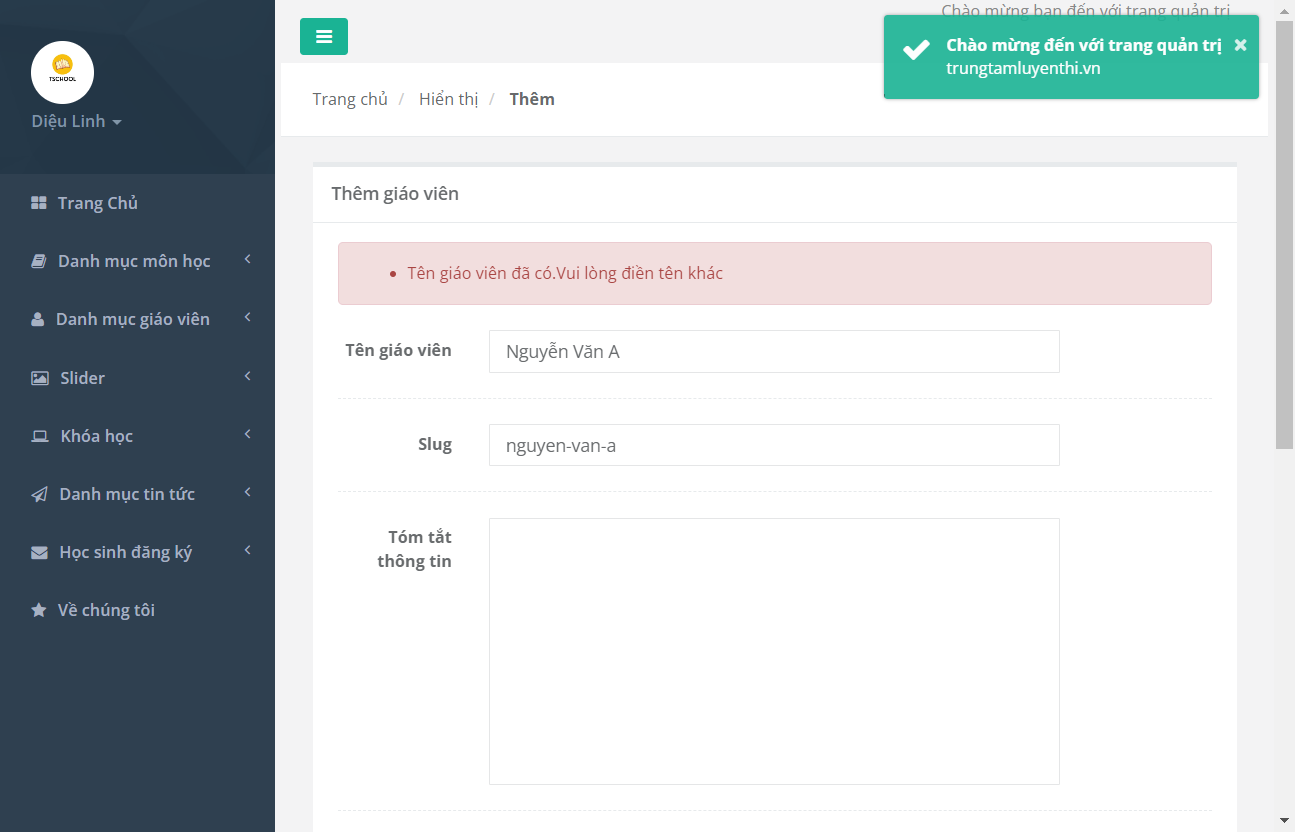 TSCHOOL
Diệu Linh
Trang Chủ
Danh mục môn học
Danh mục giáo viên
Slider
Khóa học
Danh mục tin tức
Học sinh đăng ký
Về chúng tôi
Chào mừng bạn đến với trang quản trị
Chào mừng đến với trang quản trị ×
trungtamluyenthi.vn
Trang chủ / Hiển thị / Thêm
Thêm giáo viên
• Tên giáo viên đã có.Vui lòng điền tên khác
Tên giáo viên Nguyễn Văn A
Slug nguyen-van-a
Tóm tắt
thông tin